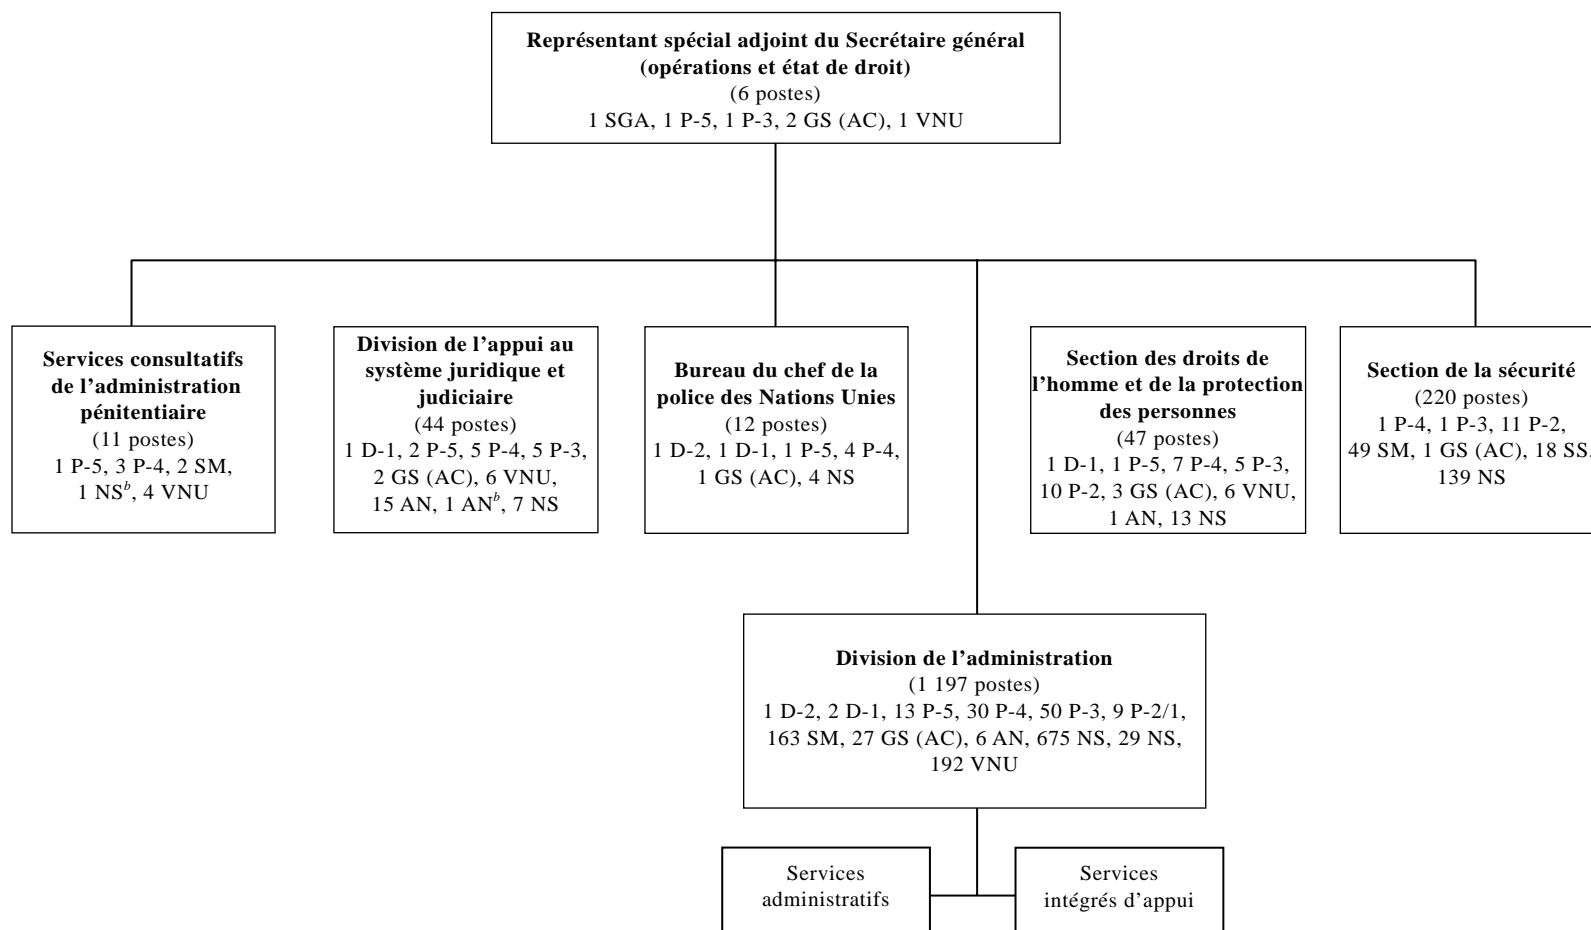 Représentant spécial adjoint du Secrétaire général
(opérations et état de droit)
(6 postes)
1 SGA, 1 P-5, 1 P-3, 2 GS (AC), 1 VNU
Services consultatifs
de l’administration
pénitentiaire
(11 postes)
1 P-5, 3 P-4, 2 SM,
1 NSᵇ, 4 VNU
Division de l’appui au
système juridique et
judiciaire
(44 postes)
1 D-1, 2 P-5, 5 P-4, 5 P-3,
2 GS (AC), 6 VNU,
15 AN, 1 ANᵇ, 7 NS
Bureau du chef de la
police des Nations Unies
(12 postes)
1 D-2, 1 D-1, 1 P-5, 4 P-4,
1 GS (AC), 4 NS
Section des droits de
l’homme et de la protection
des personnes
(47 postes)
1 D-1, 1 P-5, 7 P-4, 5 P-3,
10 P-2, 3 GS (AC), 6 VNU,
1 AN, 13 NS
Section de la sécurité
(220 postes)
1 P-4, 1 P-3, 11 P-2,
49 SM, 1 GS (AC), 18 SS,
139 NS
Division de l’administration
(1 197 postes)
1 D-2, 2 D-1, 13 P-5, 30 P-4, 50 P-3, 9 P-2/1,
163 SM, 27 GS (AC), 6 AN, 675 NS, 29 NS,
192 VNU
Services
administratifs
Services
intégrés d’appui